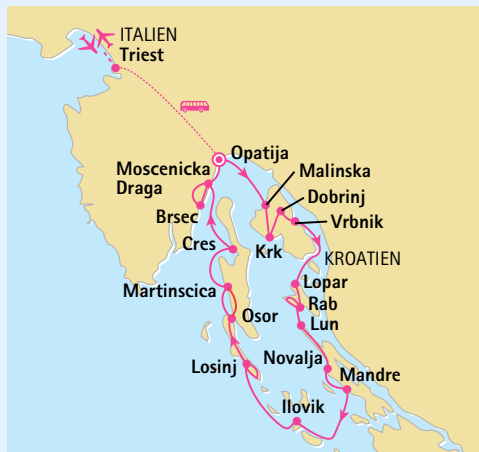 ITALIEN
Triest
Opatija
Moscenicka
Draga
Malinska
Dobrinj
Brsec
Vrbnik
Cres
Krk
KROATIEN
Lopar
Martinscica
Rab
Osor
Lun
Novalja
Losinj
Mandre
Ilovik